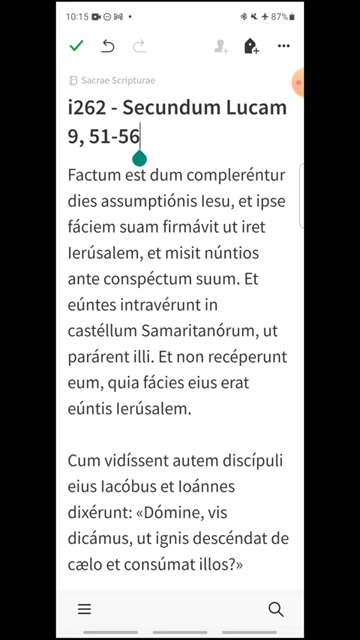 10:15
87%
Sacrae Scripturae
i262 - Secundum Lucam
9, 51-56
Factum est dum compleréntur
dies assumptiónis Iesu, et ipse
fáciem suam firmávit ut iret
Ierúsalem, et misit núntios
ante conspéctum suum. Et
eúntes intravérunt in
castéllum Samaritanórum, ut
parárent illi. Et non recéperunt
eum, quia fácies eius erat
eúntis Ierúsalem.
Cum vidíssent autem discípuli
eius Iacóbus et Ioánnes
dixérunt: «Dómine, vis
dicámus, ut ignis descéndat de
cælo et consúmat illos?»